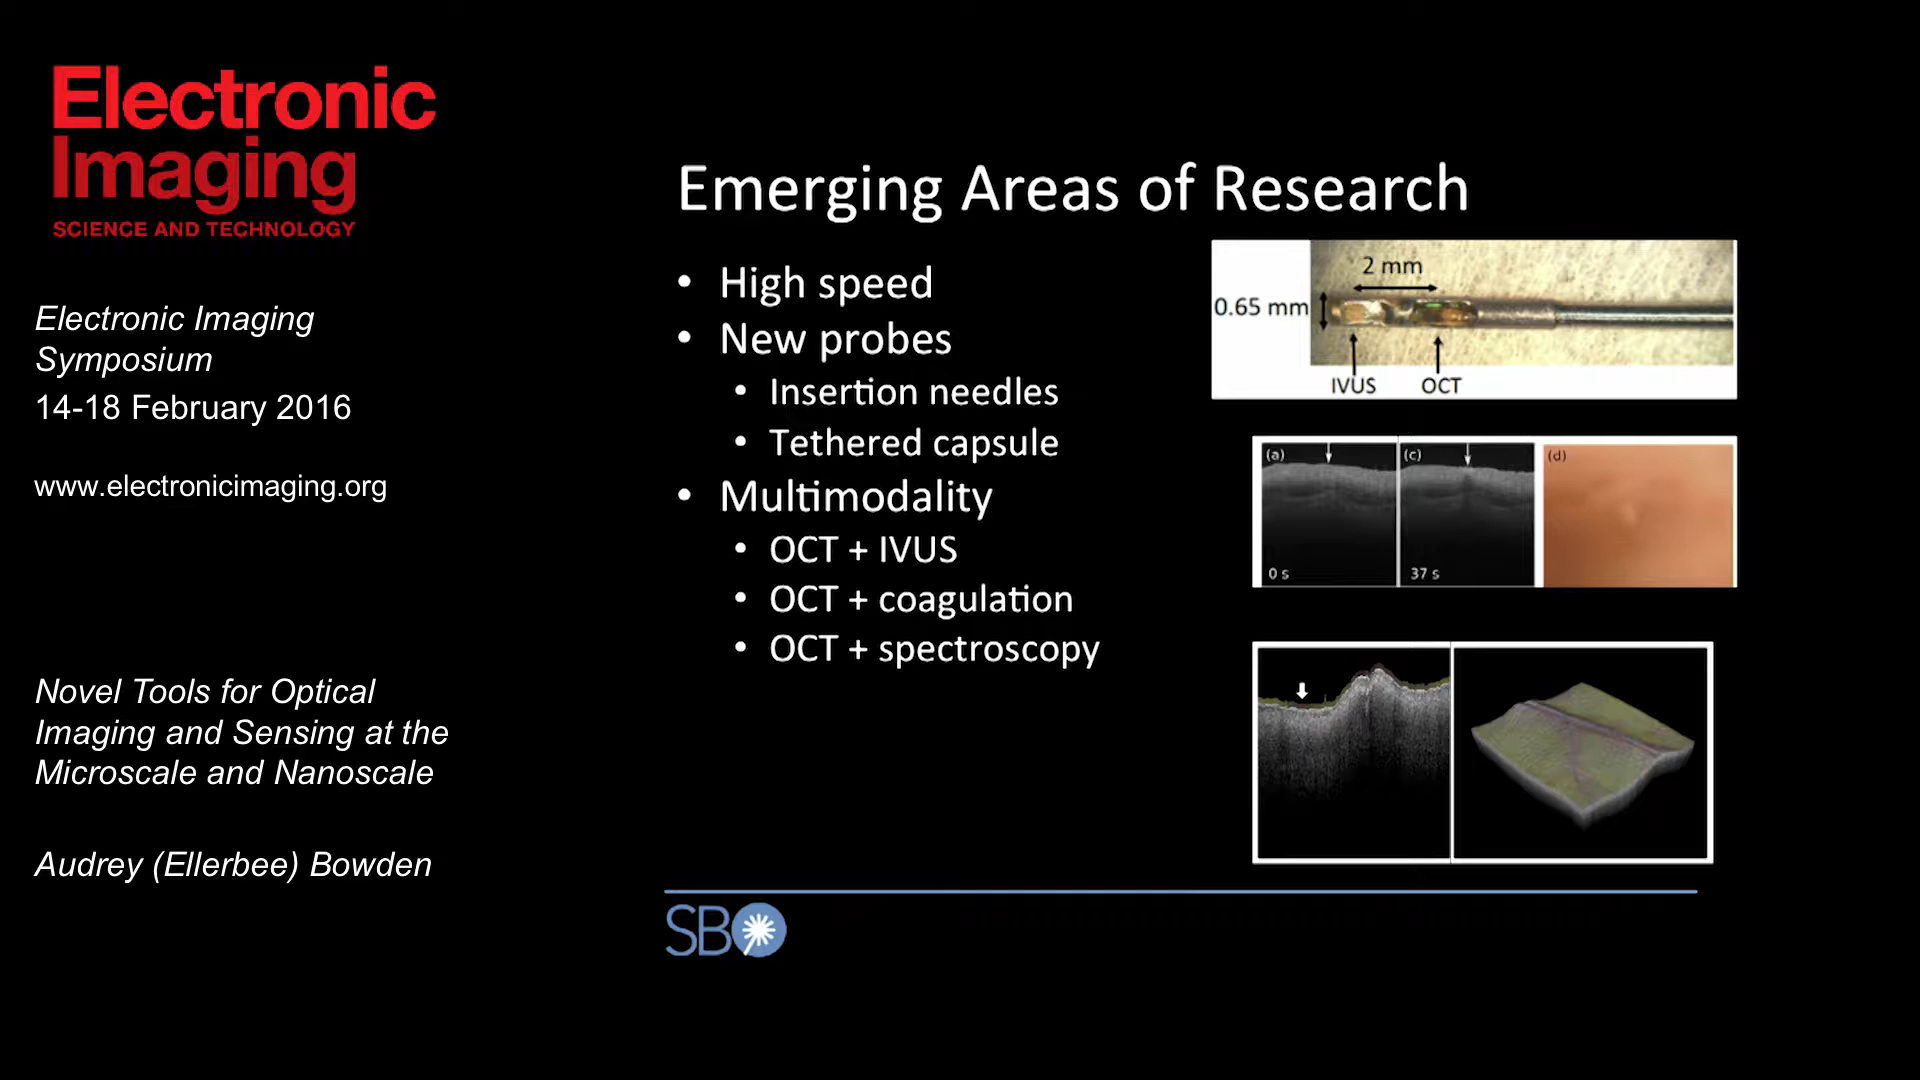 Electronic
Imaging
SCIENCE AND TECHNOLOGY
Electronic Imaging
Symposium
14-18 February 2016
www.electronicimaging.org
Novel Tools for Optical
Imaging and Sensing at the
Microscale and Nanoscale
Audrey (Ellerbee) Bowden
Emerging Areas of Research
• High speed
• New probes
• Insertion needles
• Tethered capsule
• Multimodality
• OCT + IVUS
• OCT + coagulation
• OCT + spectroscopy
2 mm
0.65 mm
IVUS OCT
(a) (c) (d)
0 s 37 s
SBO